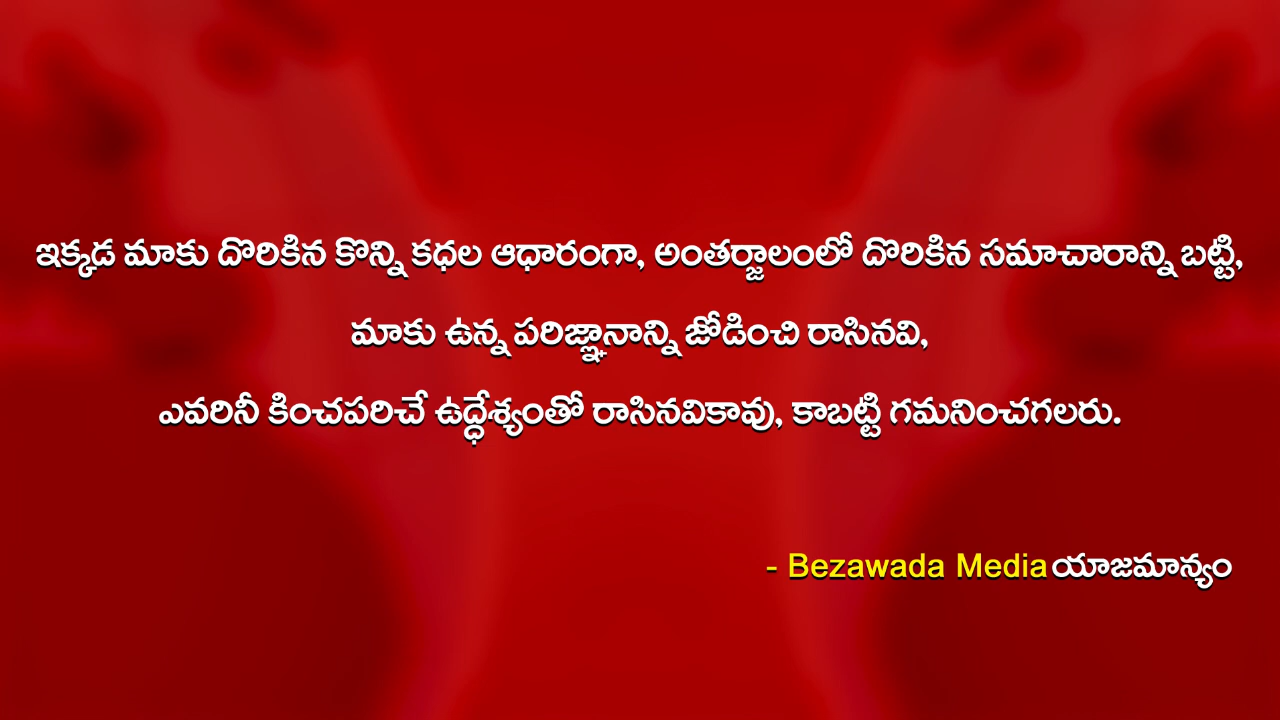 ఇక్కడ మాకు దొరికిన కొన్ని కధల ఆధారంగా, అంతర్జాలంలో దొరికిన సమాచారాన్ని బట్టి,
మాకు ఉన్న పరిజ్ఞానాన్ని జోడించి రాసినవి,
ఎవరినీ కించపరిచే ఉద్ధేశ్యంతో రాసినవికావు, కాబట్టి గమనించగలరు.
- Bezawada Media యాజమాన్యం